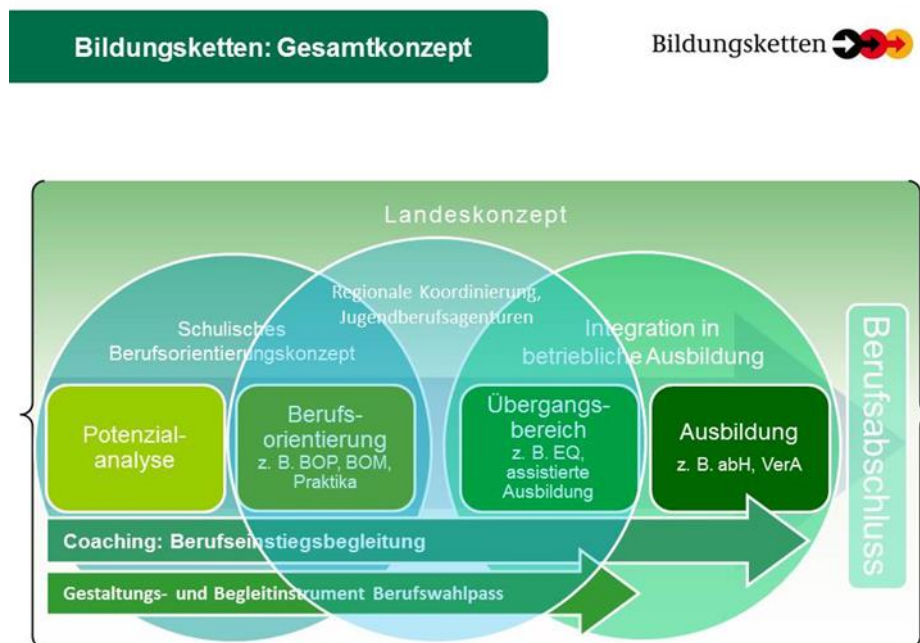 Bildungsketten: Gesamtkonzept
Bildungsketten
Landeskonzept
Regionale Koordinierung,
Jugendberufsagenturen
Schulisches
Berufsorientierungskonzept
Integration in
betriebliche Ausbildung
Potenzial-
analyse
Berufs-
orientierung
z. B. BOP, BOM,
Praktika
Übergangs-
bereich
z. B. EQ,
assistierte
Ausbildung
Ausbildung
z. B. abH, VerA
Berufsabschluss
Coaching: Berufseinstiegsbegleitung
Gestaltungs- und Begleitinstrument Berufswahlpass